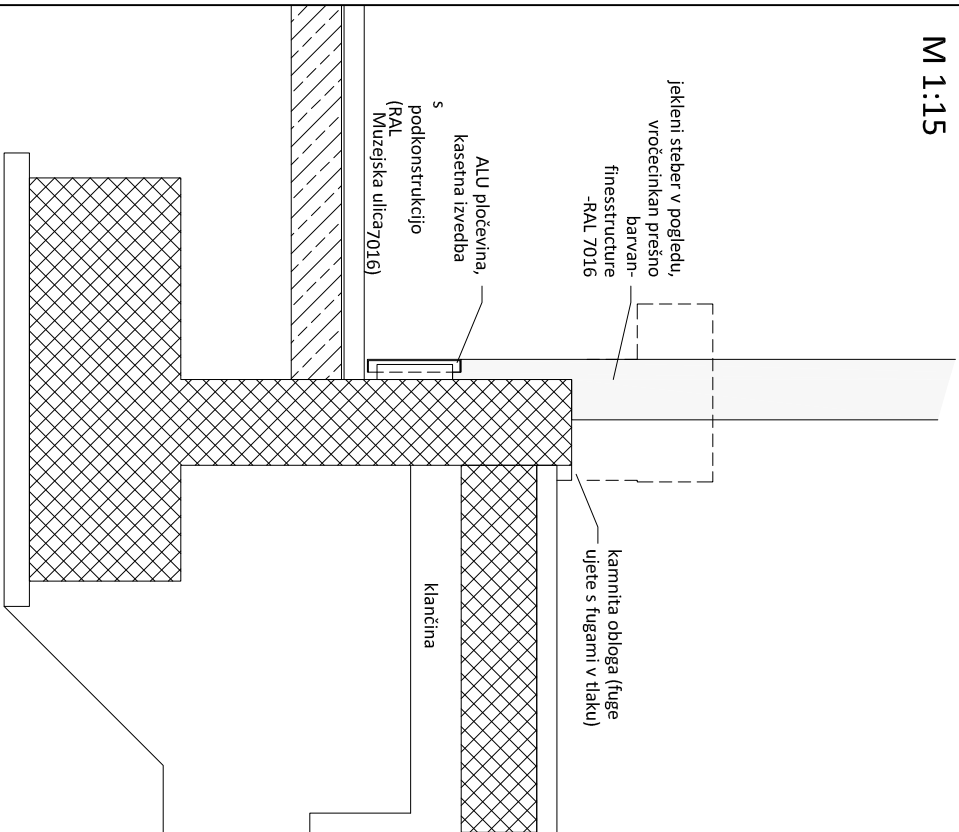 M 1:15
jekleni steber v pogledu,
vročecinkan prešno
barvan-
finesstructure
-RAL 7016
ALU pločevina,
kasetna izvedba
s
podkonstrukcijo
(RAL
7016)
Muzejska ulica
kamnita obloga (fuge
ujete s fugami v tlaku)
klančina